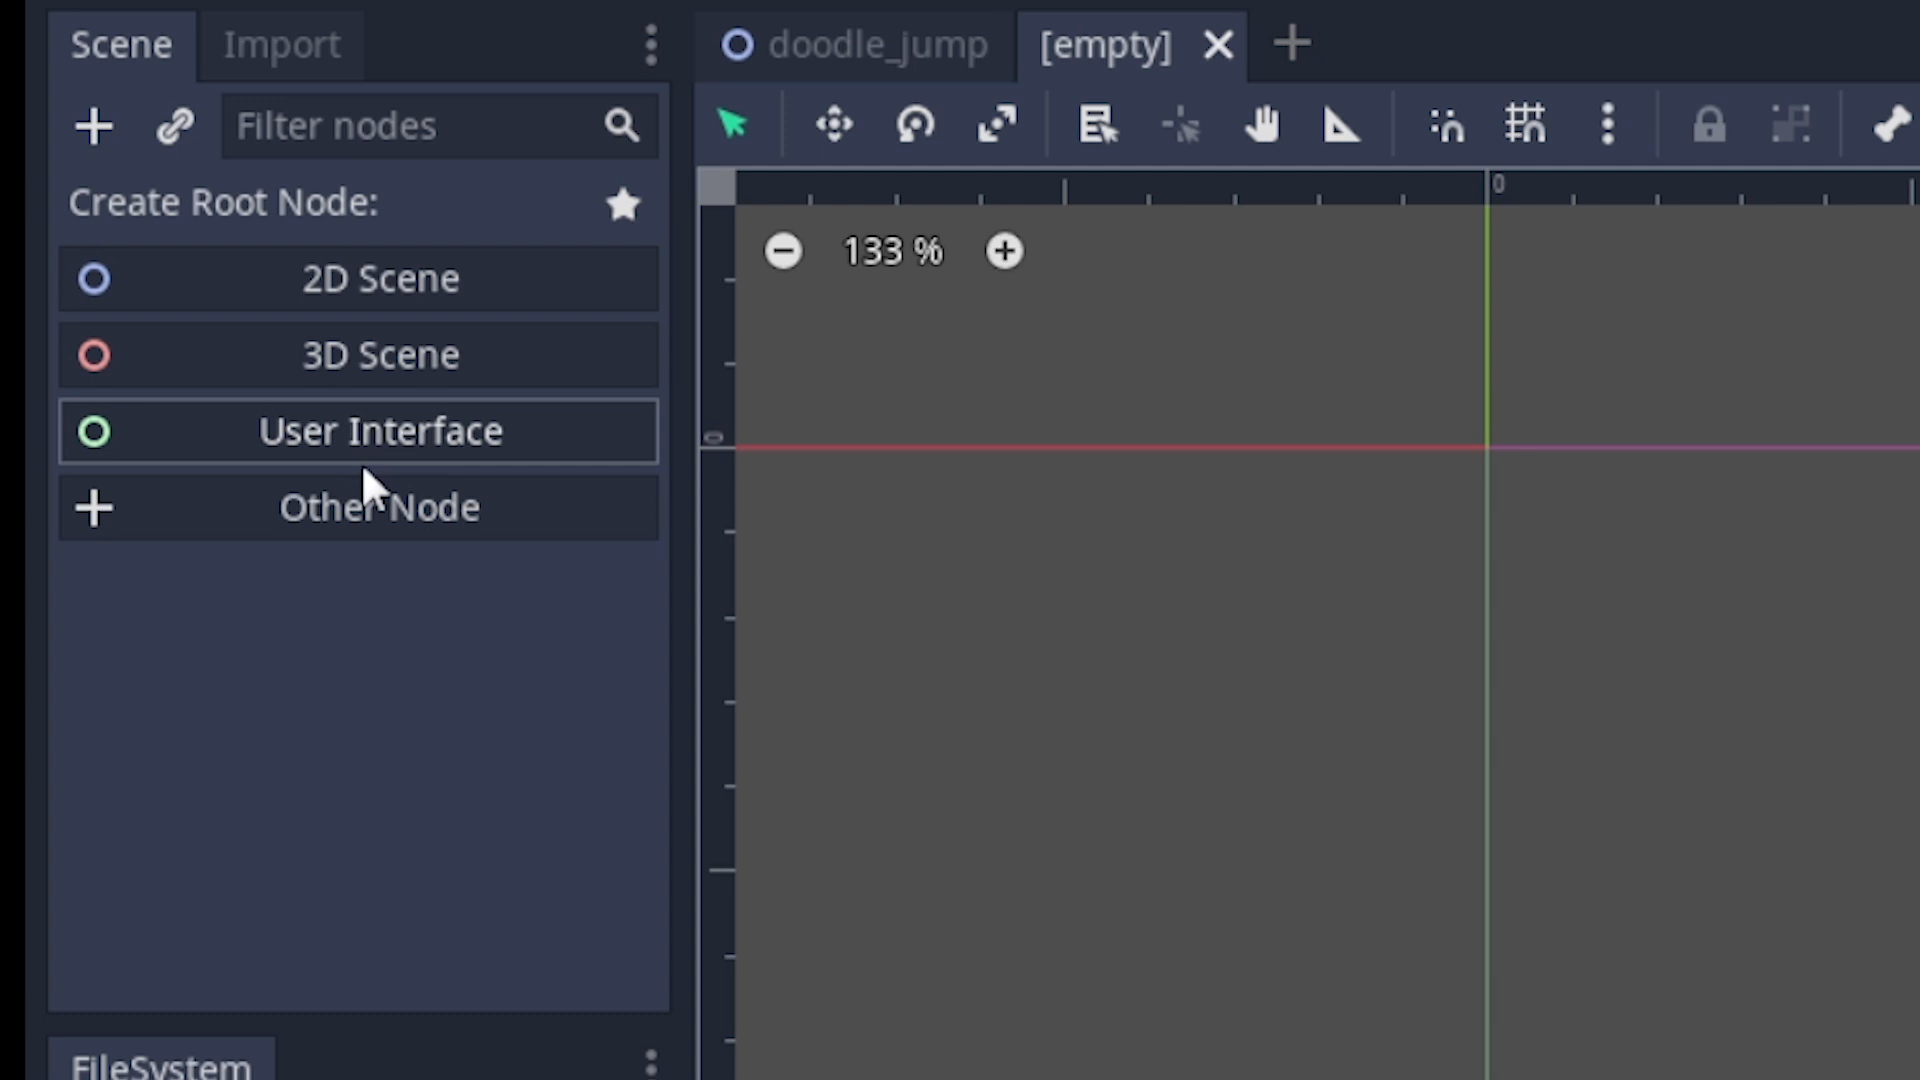 Scene
Import
doodle_jump
[empty]
Filter nodes
Create Root Node:
0
133 %
2D Scene
3D Scene
User Interface
0
Other Node
FileSystem